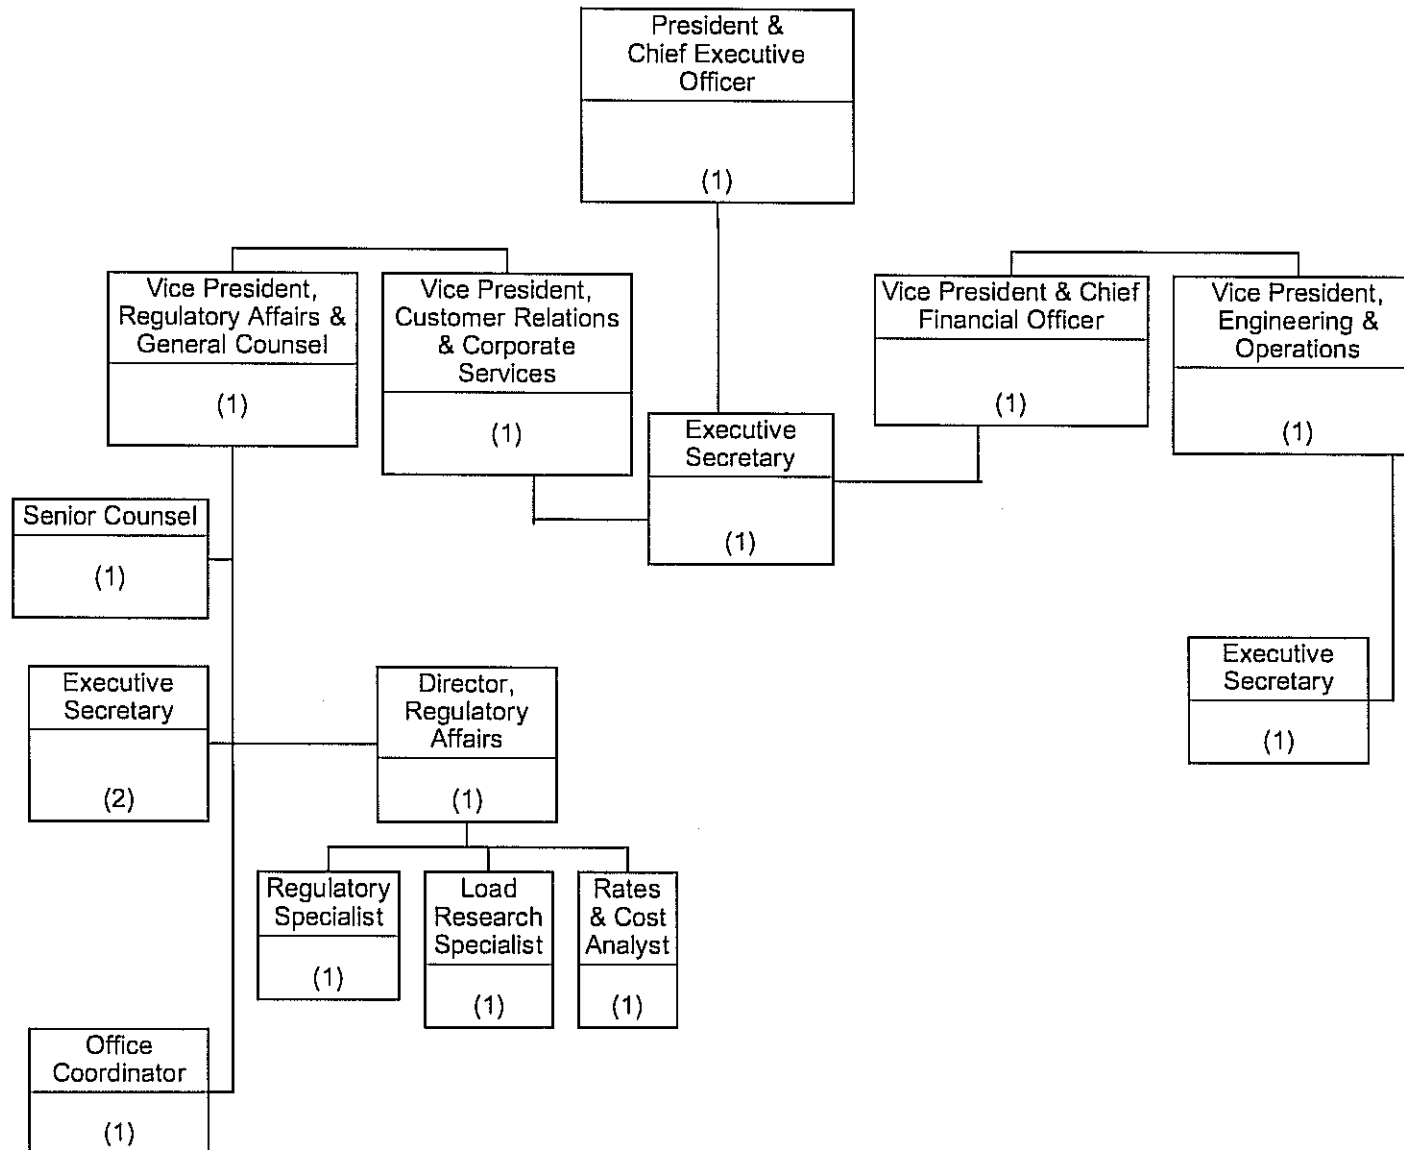 President &
Chief Executive
Officer
(1)
Vice President,
Regulatory Affairs &
General Counsel
(1)
Vice President,
Customer Relations
& Corporate
Services
(1)
Executive
Secretary
(1)
Vice President & Chief
Financial Officer
(1)
Vice President,
Engineering &
Operations
(1)
Senior Counsel
(1)
Executive
Secretary
(2)
Director,
Regulatory
Affairs
(1)
Executive
Secretary
(1)
Regulatory
Specialist
(1)
Load
Research
Specialist
(1)
Rates
& Cost
Analyst
(1)
Office
Coordinator
(1)